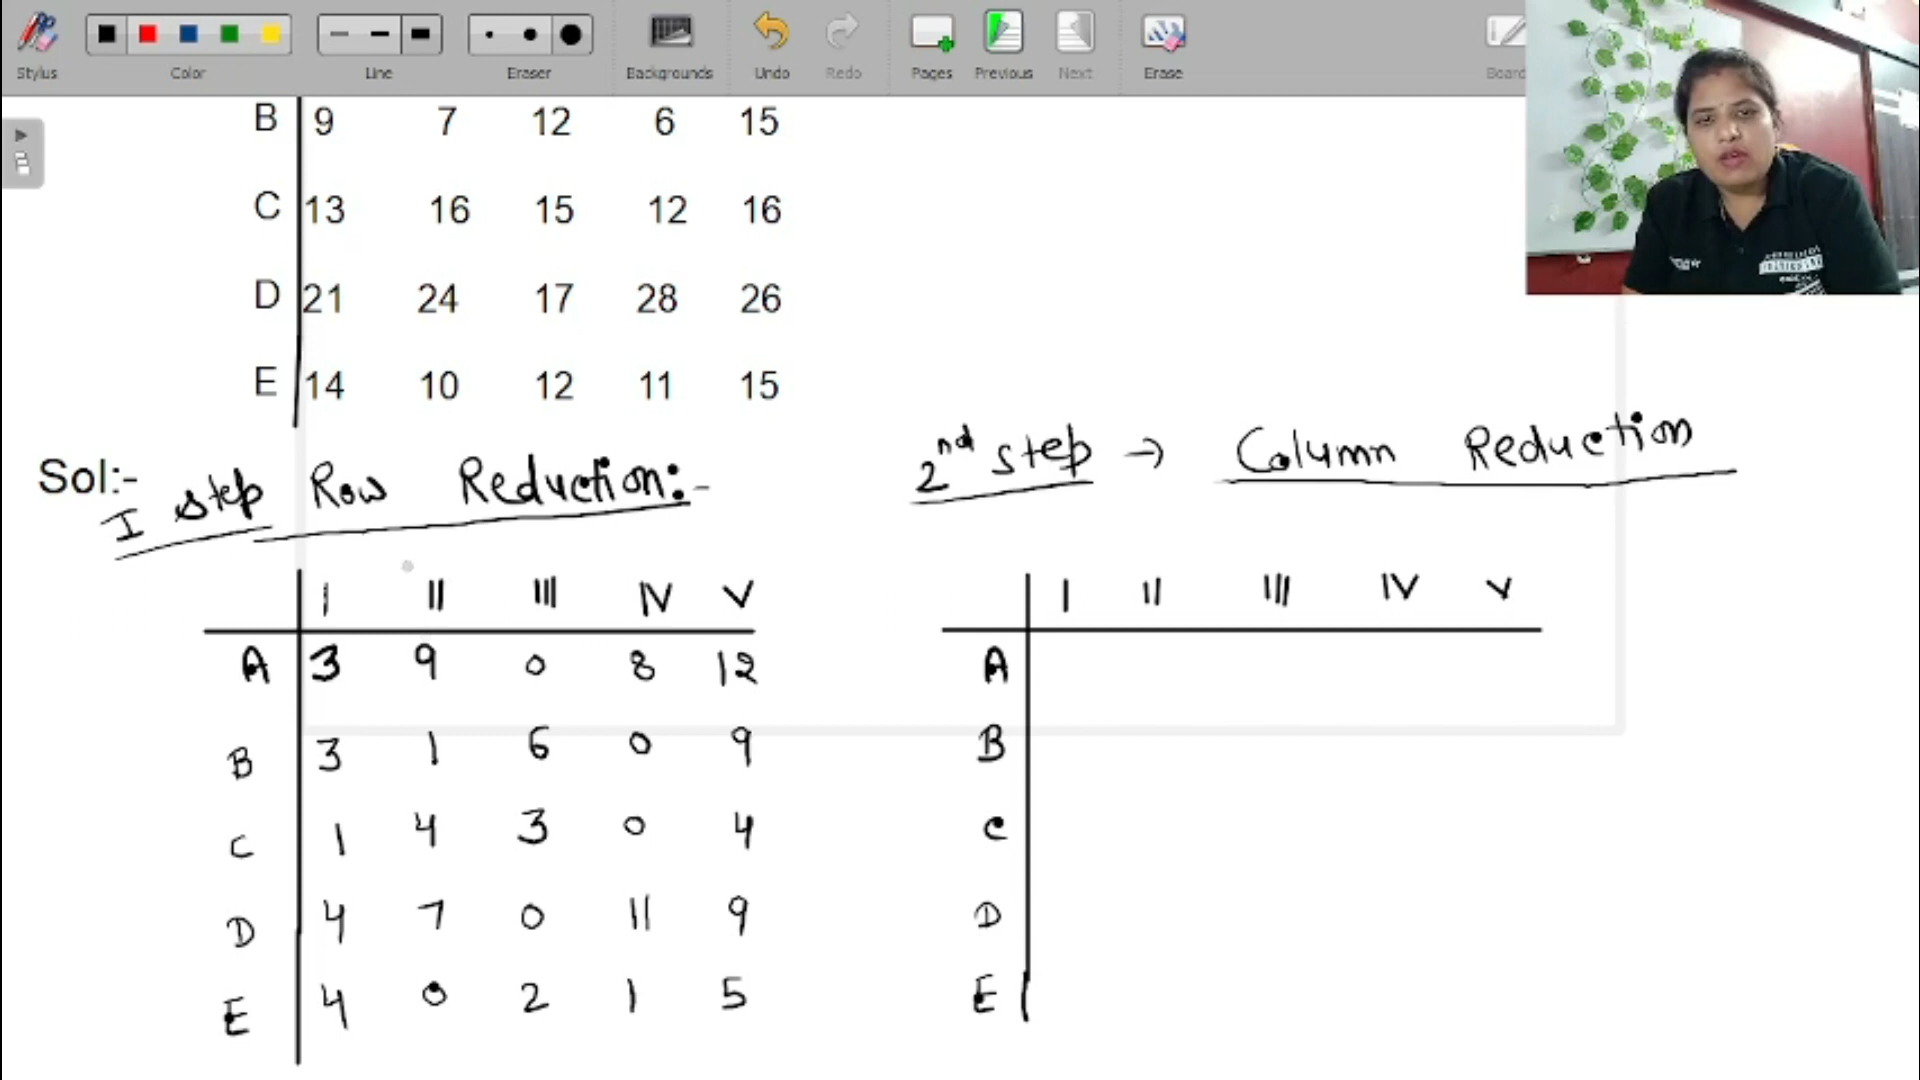 Stylus Color Line Eraser Backgrounds Undo Redo Pages Previous Next Erase Board
B 9 7 12 6 15
C 13 16 15 12 16
D 21 24 17 28 26
E 14 10 12 11 15
Sol:- I step Row Reduction:-
2nd step → Column Reduction
I II III IV V
A 3 9 0 8 12
B 3 1 6 0 9
C 1 4 3 0 4
D 4 7 0 11 9
E 4 0 2 1 5
I II III IV V
A
B
C
D
E